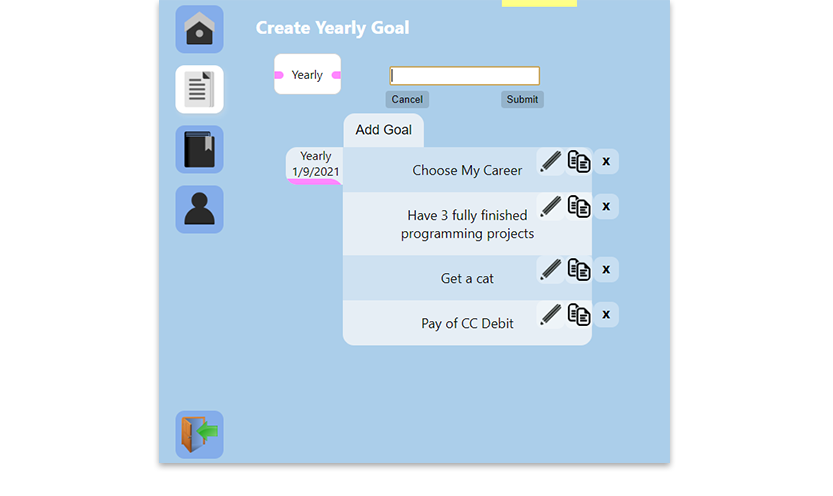 Create Yearly Goal
Yearly
Cancel
Submit
Add Goal
Yearly
1/9/2021
Choose My Career
x
Have 3 fully finished
programming projects
x
Get a cat
x
Pay of CC Debit
x